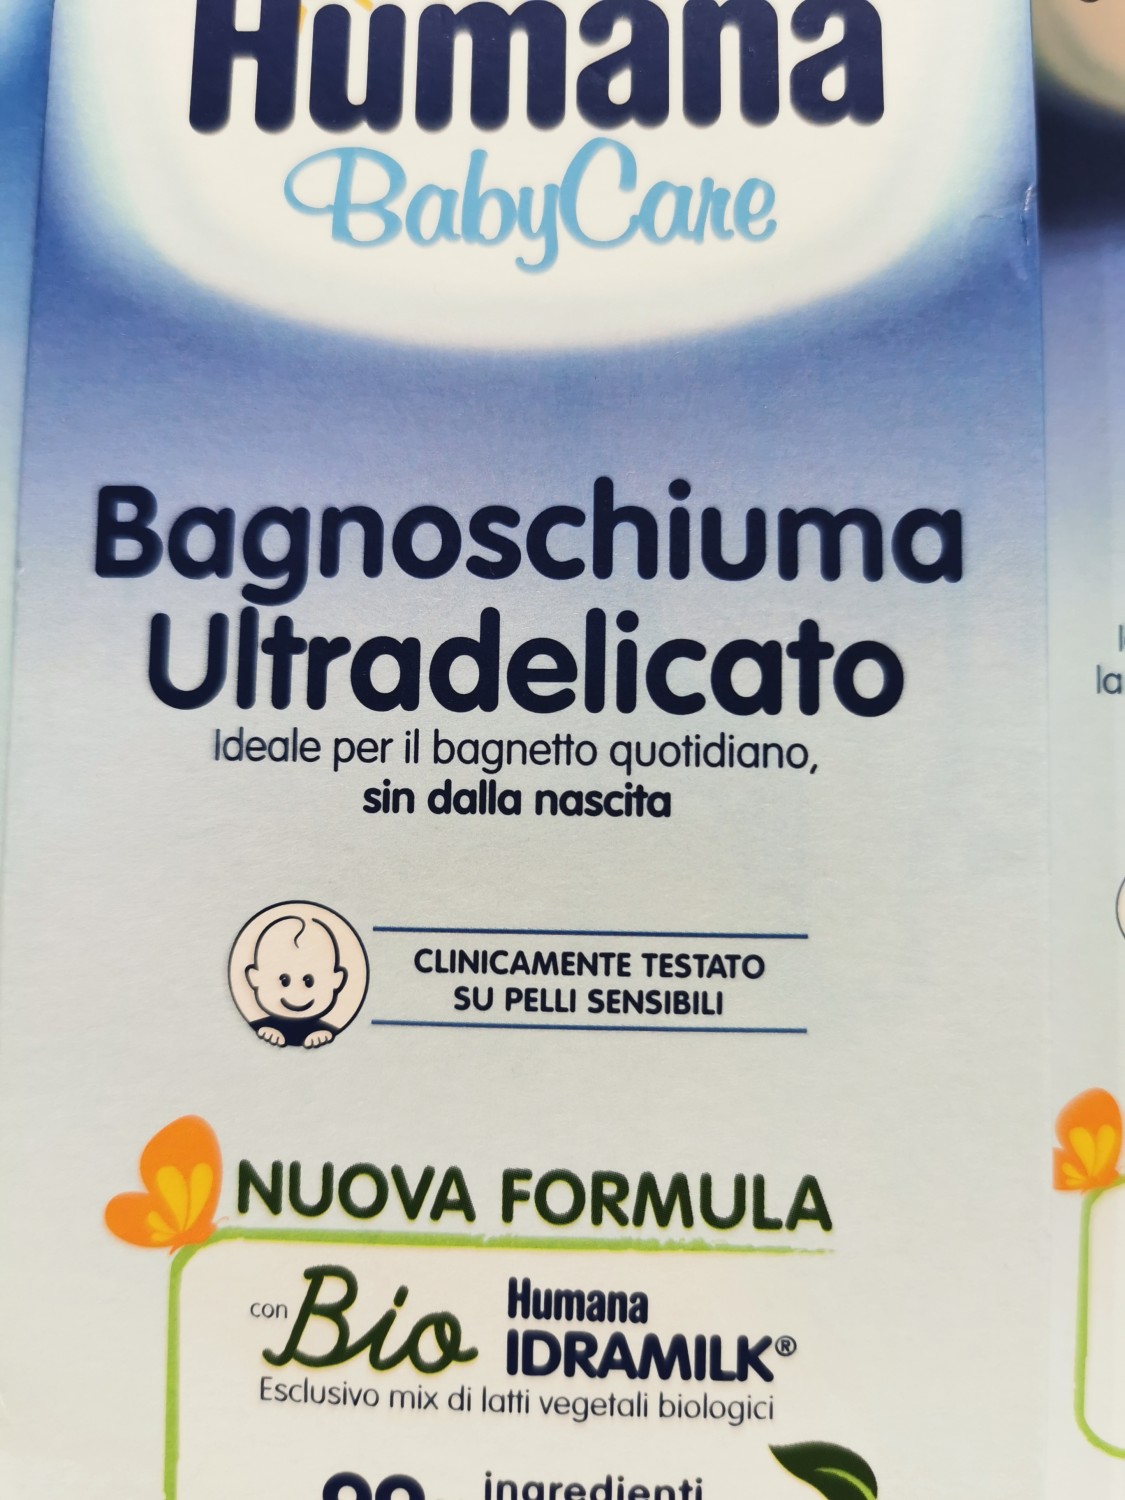 Humana
BabyCare
Bagnoschiuma
Ultradelicato
Ideale per il bagnetto quotidiano,
sin dalla nascita
CLINICAMENTE TESTATO
SU PELLI SENSIBILI
NUOVA FORMULA
con Bio Humana
IDRAMILK®
Esclusivo mix di latti vegetali biologici
ingredienti
la